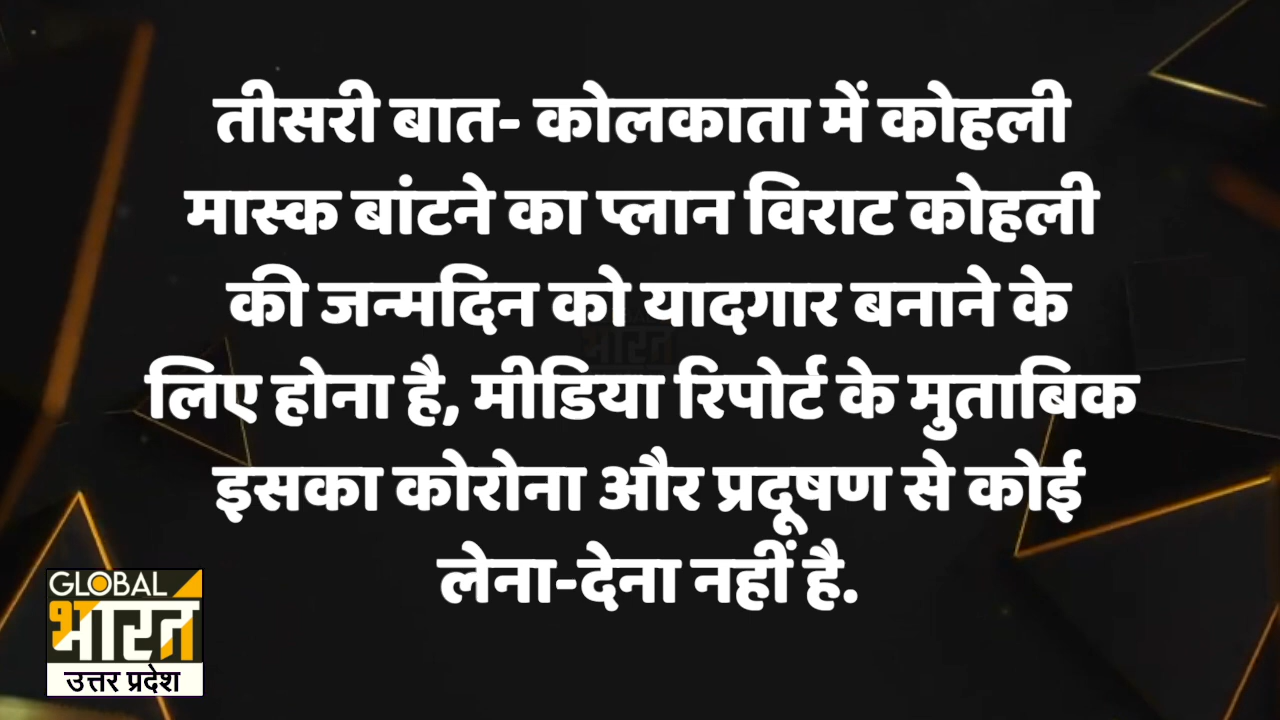 तीसरी बात- कोलकाता में कोहली
मास्क बांटने का प्लान विराट कोहली
की जन्मदिन को यादगार बनाने के
लिए होना है, मीडिया रिपोर्ट के मुताबिक
इसका कोरोना और प्रदूषण से कोई
लेना-देना नहीं है.
GLOBAL
भारत
उत्तर प्रदेश